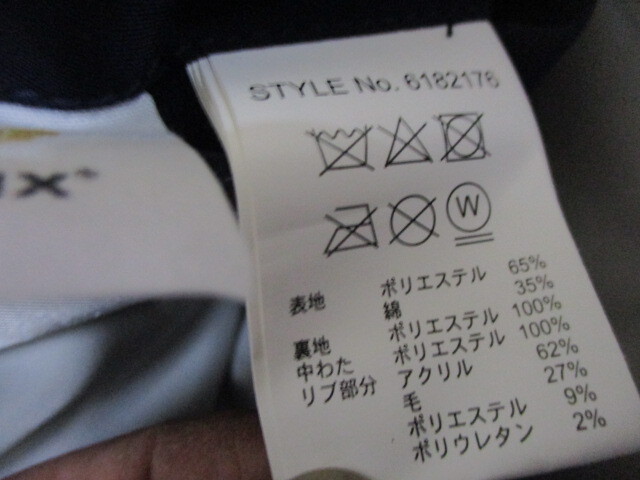 STYLE No. 6182176
W
表地 ポリエステル 65%
綿 35%
裏地 ポリエステル 100%
中わた ポリエステル 100%
リブ部分 アクリル 62%
毛 27%
ポリエステル 9%
ポリウレタン 2%